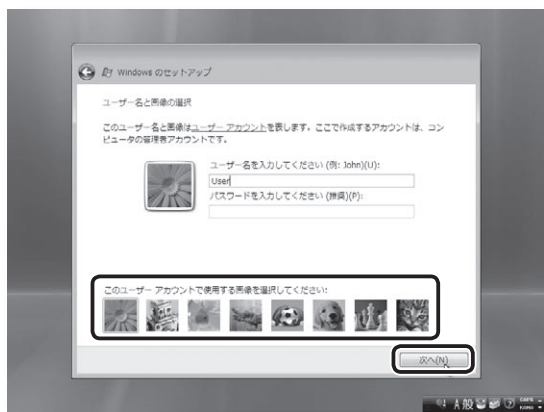 Windows のセットアップ
ユーザー名と画像の選択
このユーザー名と画像はユーザー アカウントを表します。ここで作成するアカウントは、コン
ピュータの管理者アカウントです。
ユーザー名を入力してください (例: John)(U):
User
パスワードを入力してください (推奨)(P):
このユーザー アカウントで使用する画像を選択してください:
次へ(N)
A 般
CAPS
KANA